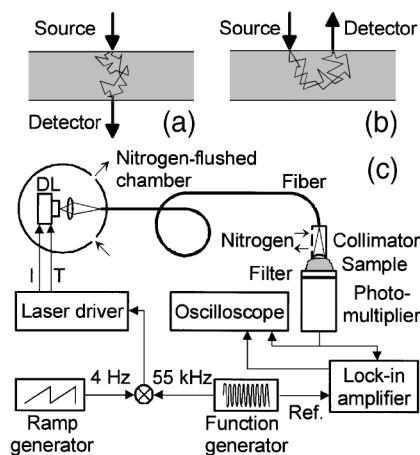 Source
Source
Detector
Detector
(a)
(b)
(c)
DL
Nitrogen-flushed
chamber
Fiber
Nitrogen
Collimator
Sample
Filter
I
T
Photo-
multiplier
Laser driver
Oscilloscope
4 Hz
55 kHz
Ref.
Lock-in
amplifier
Ramp
generator
Function
generator